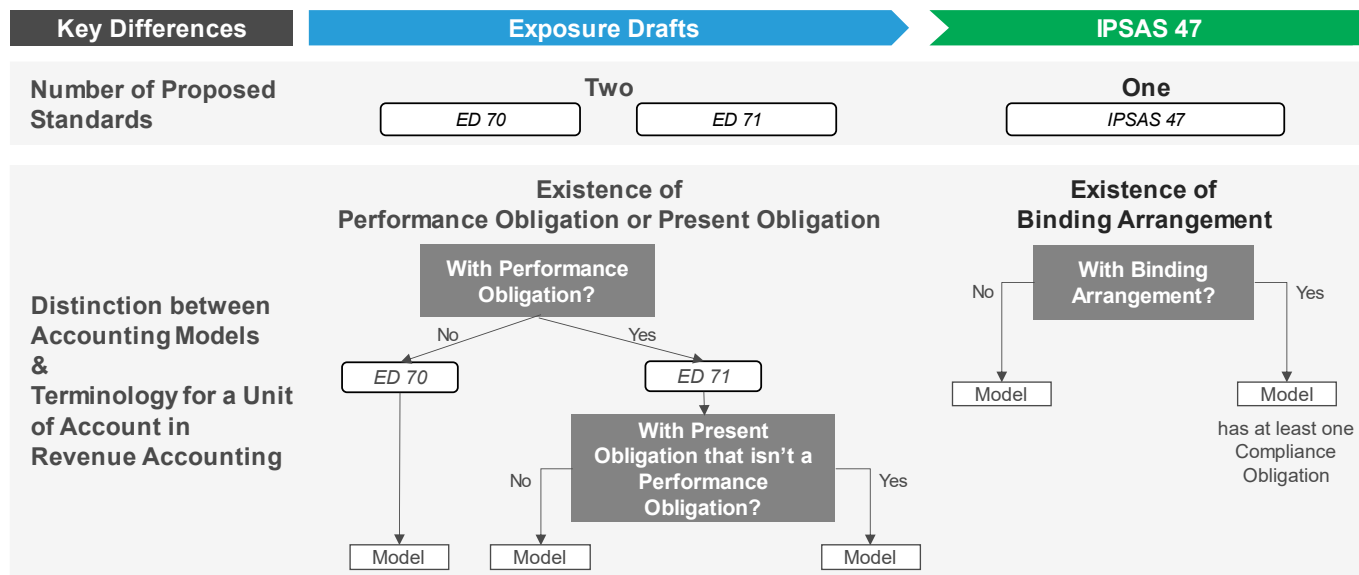 Key Differences
Exposure Drafts
IPSAS 47
Number of Proposed
Standards
Two
ED 70
ED 71
One
IPSAS 47
Distinction between
Accounting Models
&
Terminology for a Unit
of Account in
Revenue Accounting
Existence of
Performance Obligation or Present Obligation
With Performance
Obligation?
No
Yes
ED 70
ED 71
With Present
Obligation that isn't a
Performance
Obligation?
No
Yes
Model
Model
Model
Existence of
Binding Arrangement
With Binding
Arrangement?
No
Yes
Model
Model
has at least one
Compliance
Obligation